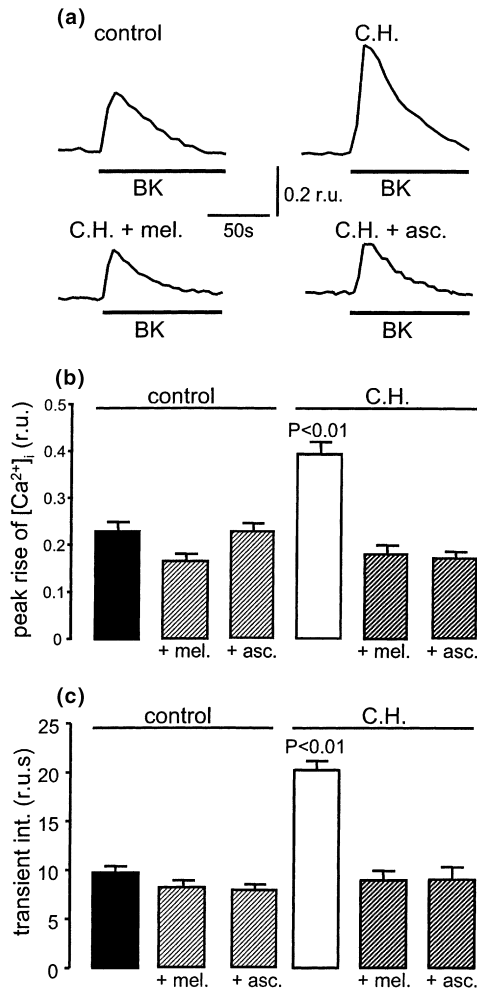 (a)
control
C.H.
BK
BK
0.2 r.u.
50s
C.H. + mel.
C.H. + asc.
BK
BK
(b)
control
C.H.
peak rise of [Ca²⁺]ᵢ (r.u.)
0.5
0.4
0.3
0.2
0.1
0
P<0.01
+ mel.
+ asc.
+ mel.
+ asc.
(c)
control
C.H.
transient int. (r.u.s)
25
20
15
10
5
0
P<0.01
+ mel.
+ asc.
+ mel.
+ asc.